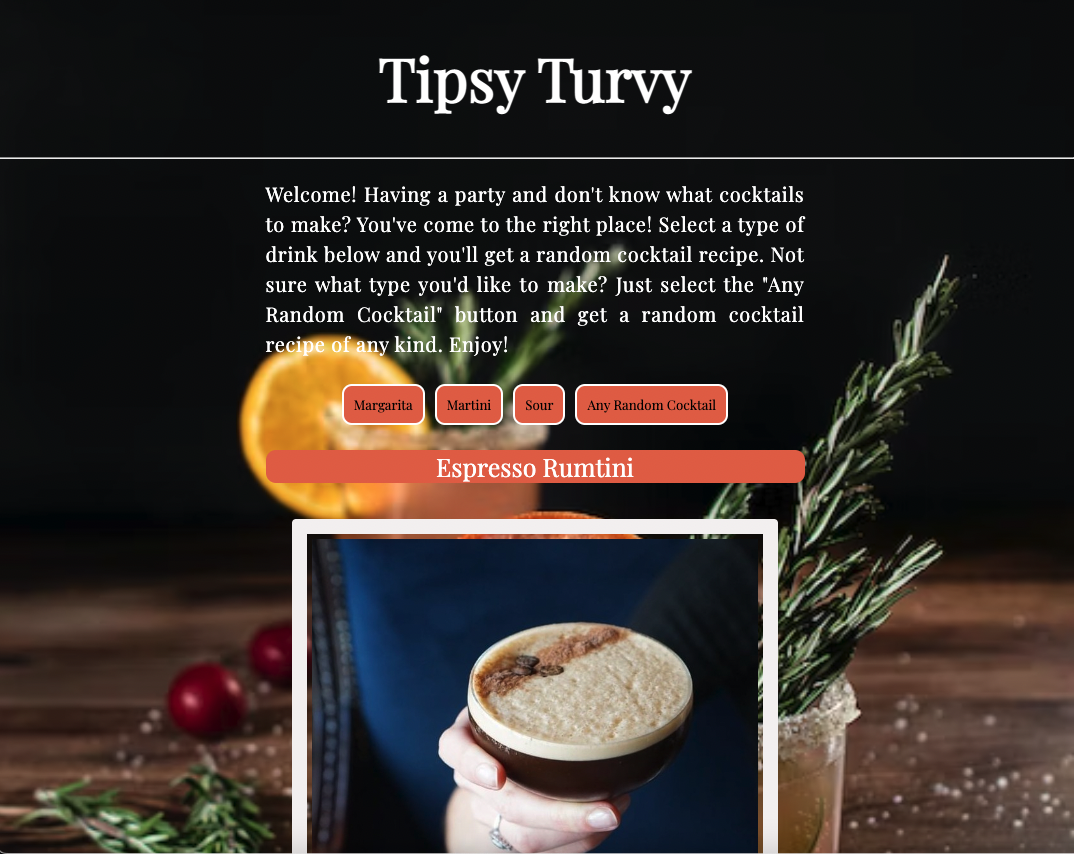 Tipsy Turvy
Welcome! Having a party and don't know what cocktails
to make? You've come to the right place! Select a type of
drink below and you'll get a random cocktail recipe. Not
sure what type you'd like to make? Just select the "Any
Random Cocktail" button and get a random cocktail
recipe of any kind. Enjoy!
Margarita Martini Sour Any Random Cocktail
Espresso Rumtini